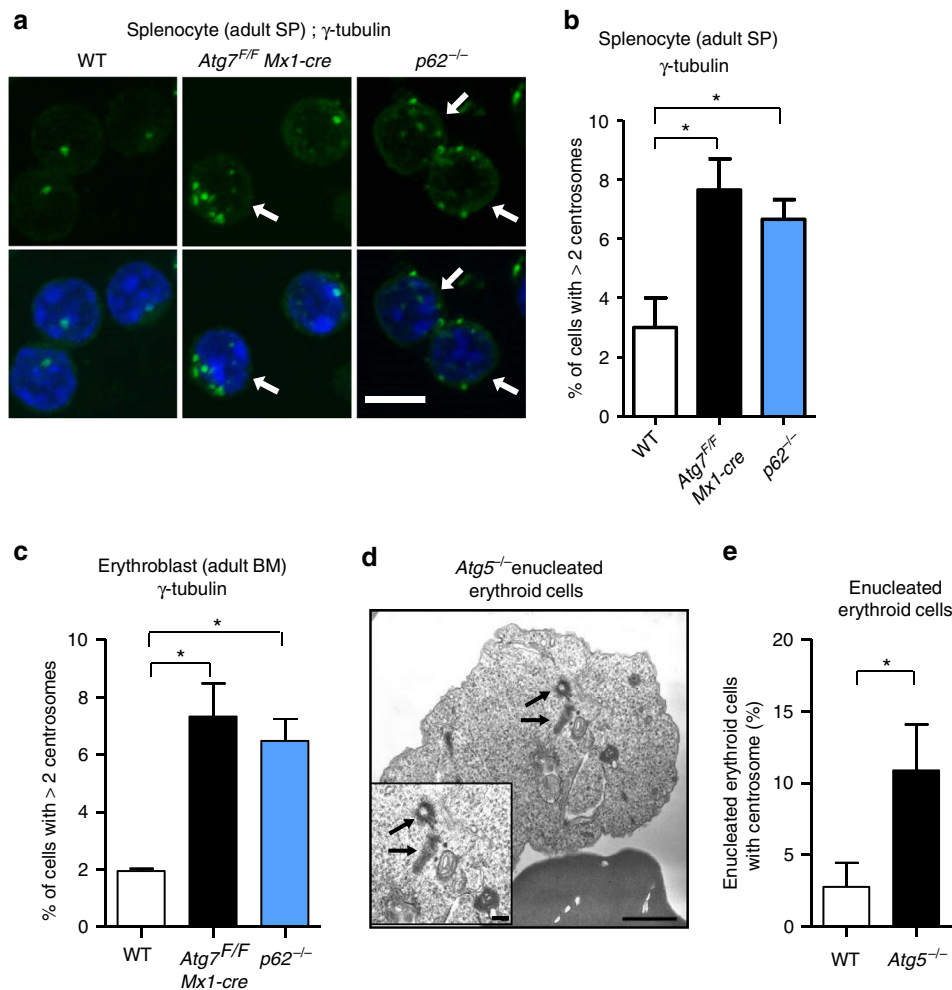 a
Splenocyte (adult SP) ; γ-tubulin
WT
Atg7F/F Mx1-cre
p62−/−
b
Splenocyte (adult SP)
γ-tubulin
% of cells with > 2 centrosomes
10
8
6
4
2
0
*
*
WT
Atg7F/F
Mx1-cre
p62−/−
c
Erythroblast (adult BM)
γ-tubulin
% of cells with > 2 centrosomes
10
8
6
4
2
0
*
*
WT
Atg7F/F
Mx1-cre
p62−/−
d
Atg5−/− enucleated
erythroid cells
e
Enucleated
erythroid cells
Enucleated erythroid cells
with centrosome (%)
20
15
10
5
0
*
WT
Atg5−/−